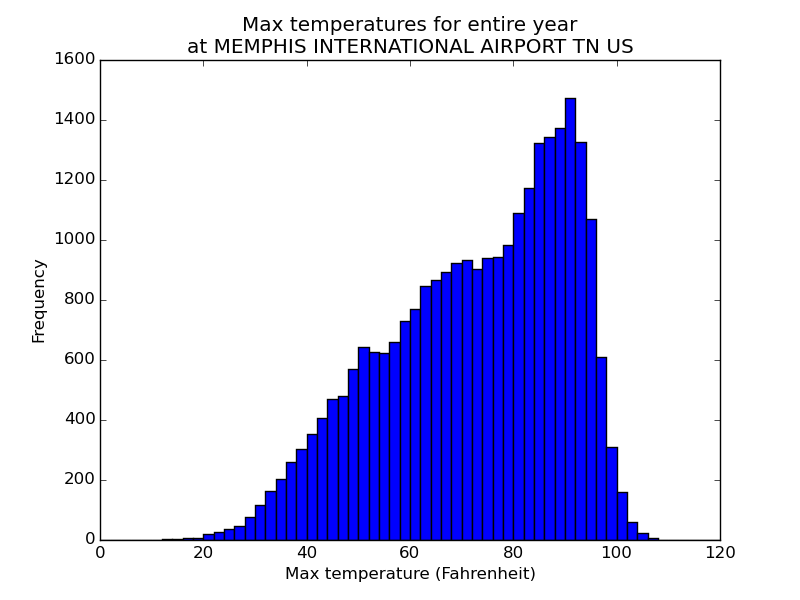 Max temperatures for entire year
at MEMPHIS INTERNATIONAL AIRPORT TN US
1600
1400
1200
1000
800
600
400
200
0
Frequency
0 20 40 60 80 100 120
Max temperature (Fahrenheit)